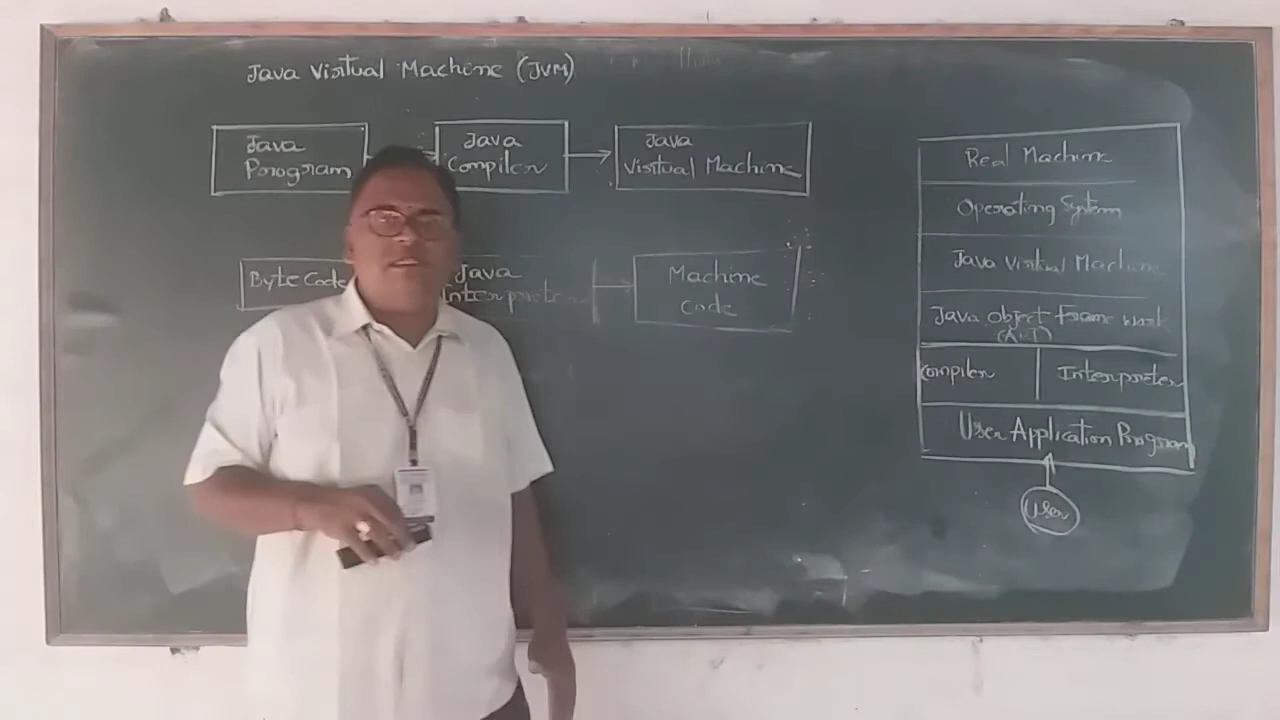 Java Virtual Machine (JVM)
Java
Program
Java
Compiler
Java
Virtual Machine
Byte Code
Java
Interpreter
Machine
Code
Real Machine
Operating System
Java Virtual Machine
Java object frame work
Compiler
Interpreter
User Application Program
User